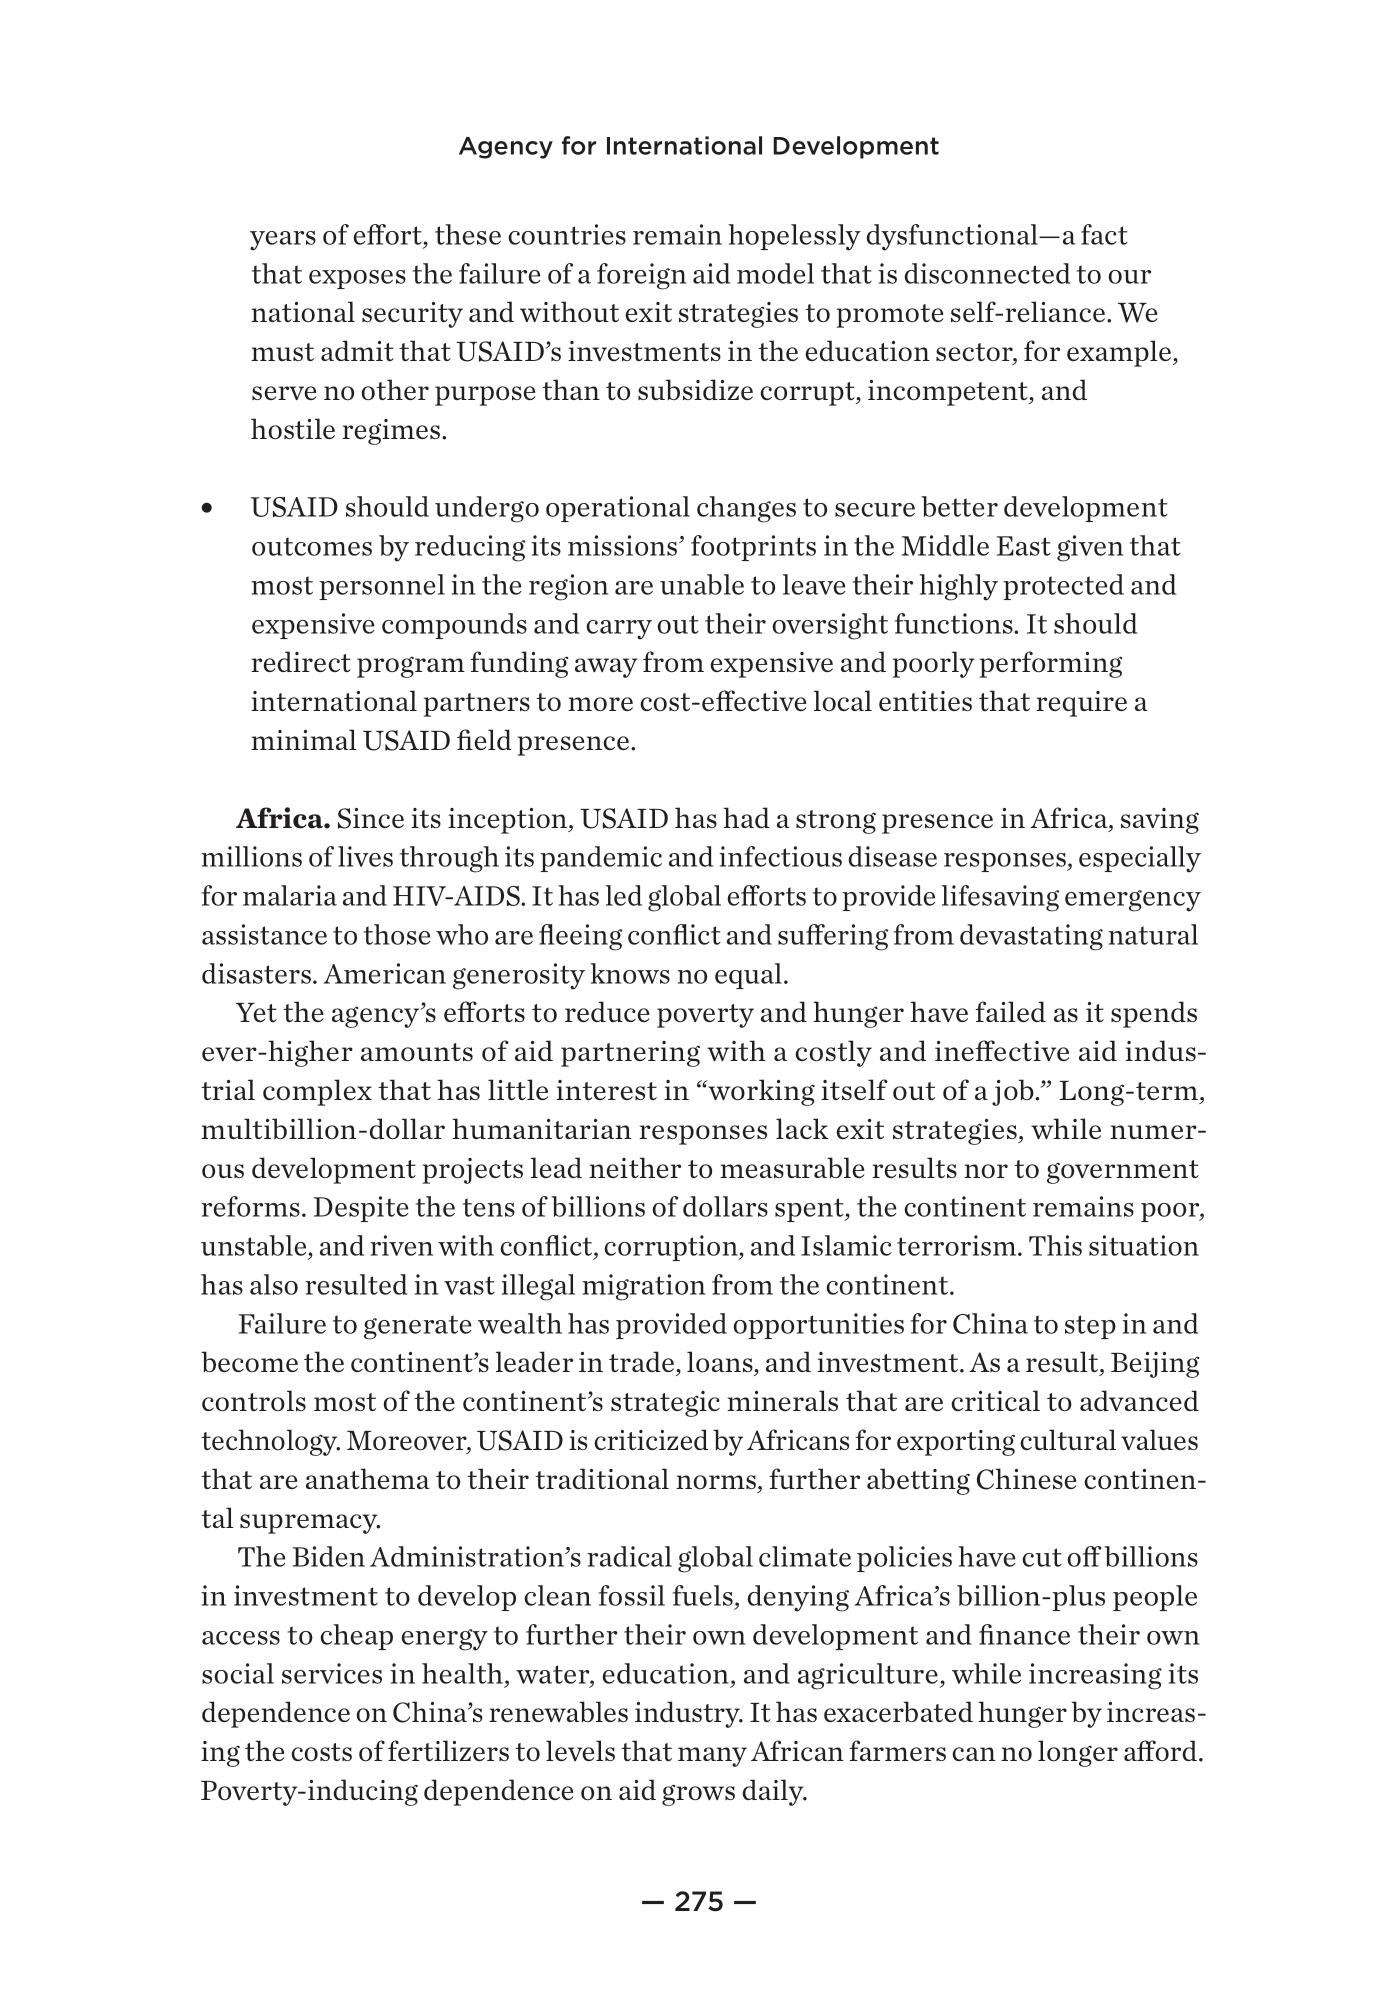 Agency for International Development
years of effort, these countries remain hopelessly dysfunctional—a fact
that exposes the failure of a foreign aid model that is disconnected to our
national security and without exit strategies to promote self-reliance. We
must admit that USAID’s investments in the education sector, for example,
serve no other purpose than to subsidize corrupt, incompetent, and
hostile regimes.
• USAID should undergo operational changes to secure better development
outcomes by reducing its missions’ footprints in the Middle East given that
most personnel in the region are unable to leave their highly protected and
expensive compounds and carry out their oversight functions. It should
redirect program funding away from expensive and poorly performing
international partners to more cost-effective local entities that require a
minimal USAID field presence.
Africa. Since its inception, USAID has had a strong presence in Africa, saving
millions of lives through its pandemic and infectious disease responses, especially
for malaria and HIV-AIDS. It has led global efforts to provide lifesaving emergency
assistance to those who are fleeing conflict and suffering from devastating natural
disasters. American generosity knows no equal.
Yet the agency’s efforts to reduce poverty and hunger have failed as it spends
ever-higher amounts of aid partnering with a costly and ineffective aid indus-
trial complex that has little interest in “working itself out of a job.” Long-term,
multibillion-dollar humanitarian responses lack exit strategies, while numer-
ous development projects lead neither to measurable results nor to government
reforms. Despite the tens of billions of dollars spent, the continent remains poor,
unstable, and riven with conflict, corruption, and Islamic terrorism. This situation
has also resulted in vast illegal migration from the continent.
Failure to generate wealth has provided opportunities for China to step in and
become the continent’s leader in trade, loans, and investment. As a result, Beijing
controls most of the continent’s strategic minerals that are critical to advanced
technology. Moreover, USAID is criticized by Africans for exporting cultural values
that are anathema to their traditional norms, further abetting Chinese continen-
tal supremacy.
The Biden Administration’s radical global climate policies have cut off billions
in investment to develop clean fossil fuels, denying Africa’s billion-plus people
access to cheap energy to further their own development and finance their own
social services in health, water, education, and agriculture, while increasing its
dependence on China’s renewables industry. It has exacerbated hunger by increas-
ing the costs of fertilizers to levels that many African farmers can no longer afford.
Poverty-inducing dependence on aid grows daily.
— 275 —